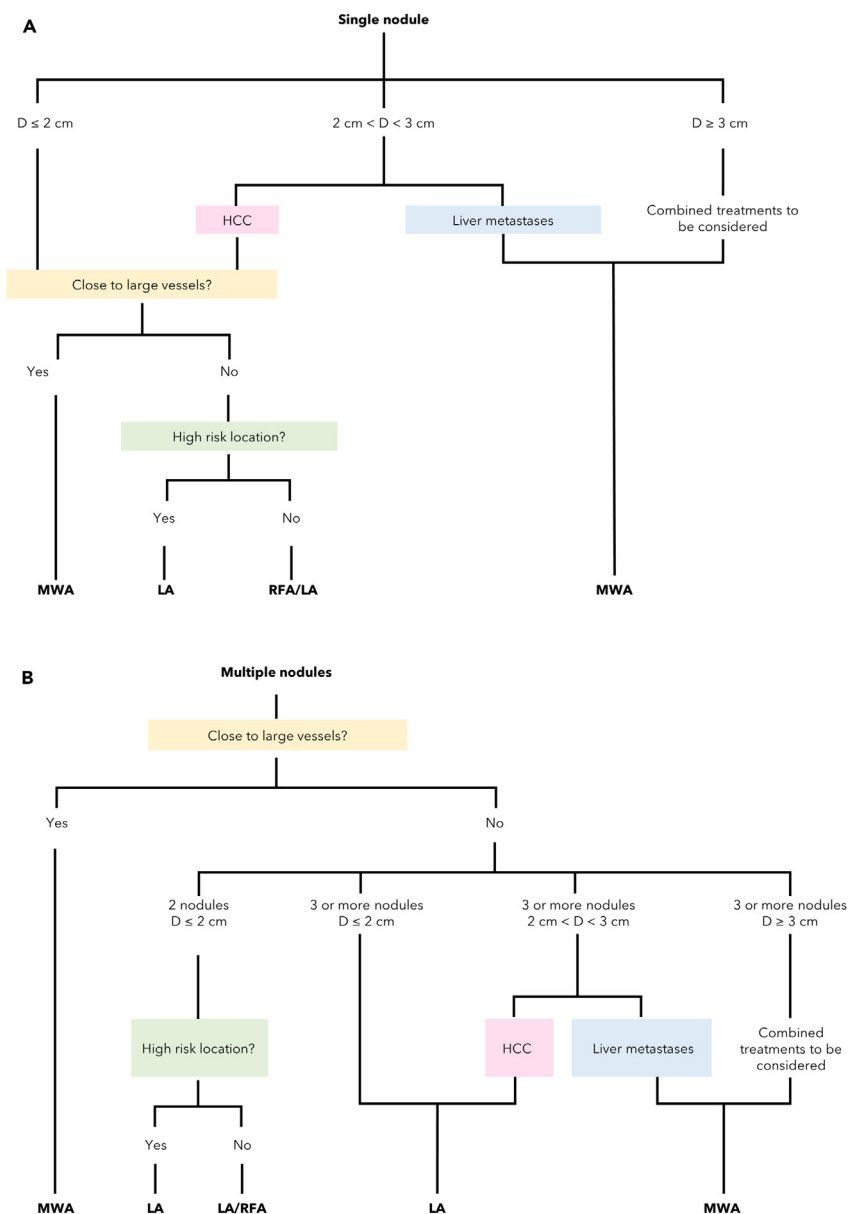 A
Single nodule
D ≤ 2 cm
2 cm < D < 3 cm
D ≥ 3 cm
HCC
Liver metastases
Combined treatments to
be considered
Close to large vessels?
Yes
No
High risk location?
Yes
No
MWA
LA
RFA/LA
MWA
B
Multiple nodules
Close to large vessels?
Yes
No
2 nodules
D ≤ 2 cm
3 or more nodules
D ≤ 2 cm
3 or more nodules
2 cm < D < 3 cm
3 or more nodules
D ≥ 3 cm
High risk location?
HCC
Liver metastases
Combined
treatments to be
considered
Yes
No
MWA
LA
LA/RFA
LA
MWA